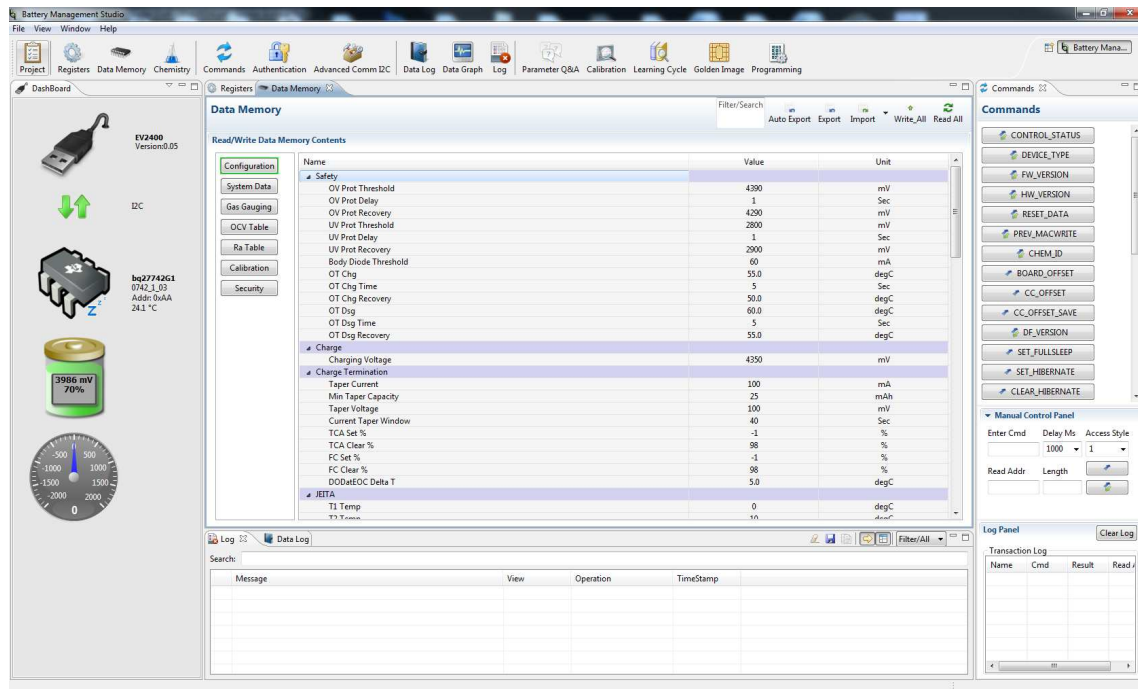 Battery Management Studio
File View Window Help
Project Registers Data Memory Chemistry Commands Authentication Advanced Comm I2C Data Log Data Graph Log Parameter Q&A Calibration Learning Cycle Golden Image Programming
Battery Mana...
DashBoard
EV2400
Version:0.05
I2C
bq27742G1
0742_1_03
Addr: 0xAA
24.1 °C
3986 mV
70%
-500 500
-1000 1000
-1500 1500
-2000 2000
0
Registers Data Memory
Data Memory
Filter/Search
Auto Export Export Import Write_All Read All
Read/Write Data Memory Contents
Configuration
System Data
Gas Gauging
OCV Table
Ra Table
Calibration
Security
Name Value Unit
Safety
OV Prot Threshold 4390 mV
OV Prot Delay 1 Sec
OV Prot Recovery 4290 mV
UV Prot Threshold 2800 mV
UV Prot Delay 1 Sec
UV Prot Recovery 2900 mV
Body Diode Threshold 60 mA
OT Chg 55.0 degC
OT Chg Time 5 Sec
OT Chg Recovery 50.0 degC
OT Dsg 60.0 degC
OT Dsg Time 5 Sec
OT Dsg Recovery 55.0 degC
Charge
Charging Voltage 4350 mV
Charge Termination
Taper Current 100 mA
Min Taper Capacity 25 mAh
Taper Voltage 100 mV
Current Taper Window 40 Sec
TCA Set % -1 %
TCA Clear % 98 %
FC Set % -1 %
FC Clear % 98 %
DODatEOC Delta T 5.0 degC
JEITA
T1 Temp 0 degC
T2 Temp 10 degC
Log Data Log
Filter/All
Search:
Message View Operation TimeStamp
Commands
Commands
CONTROL_STATUS
DEVICE_TYPE
FW_VERSION
HW_VERSION
RESET_DATA
PREV_MACWRITE
CHEM_ID
BOARD_OFFSET
CC_OFFSET
CC_OFFSET_SAVE
DF_VERSION
SET_FULLSLEEP
SET_HIBERNATE
CLEAR_HIBERNATE
Manual Control Panel
Enter Cmd Delay Ms Access Style
1000 1
Read Addr Length
Log Panel
Clear Log
Transaction Log
Name Cmd Result Read